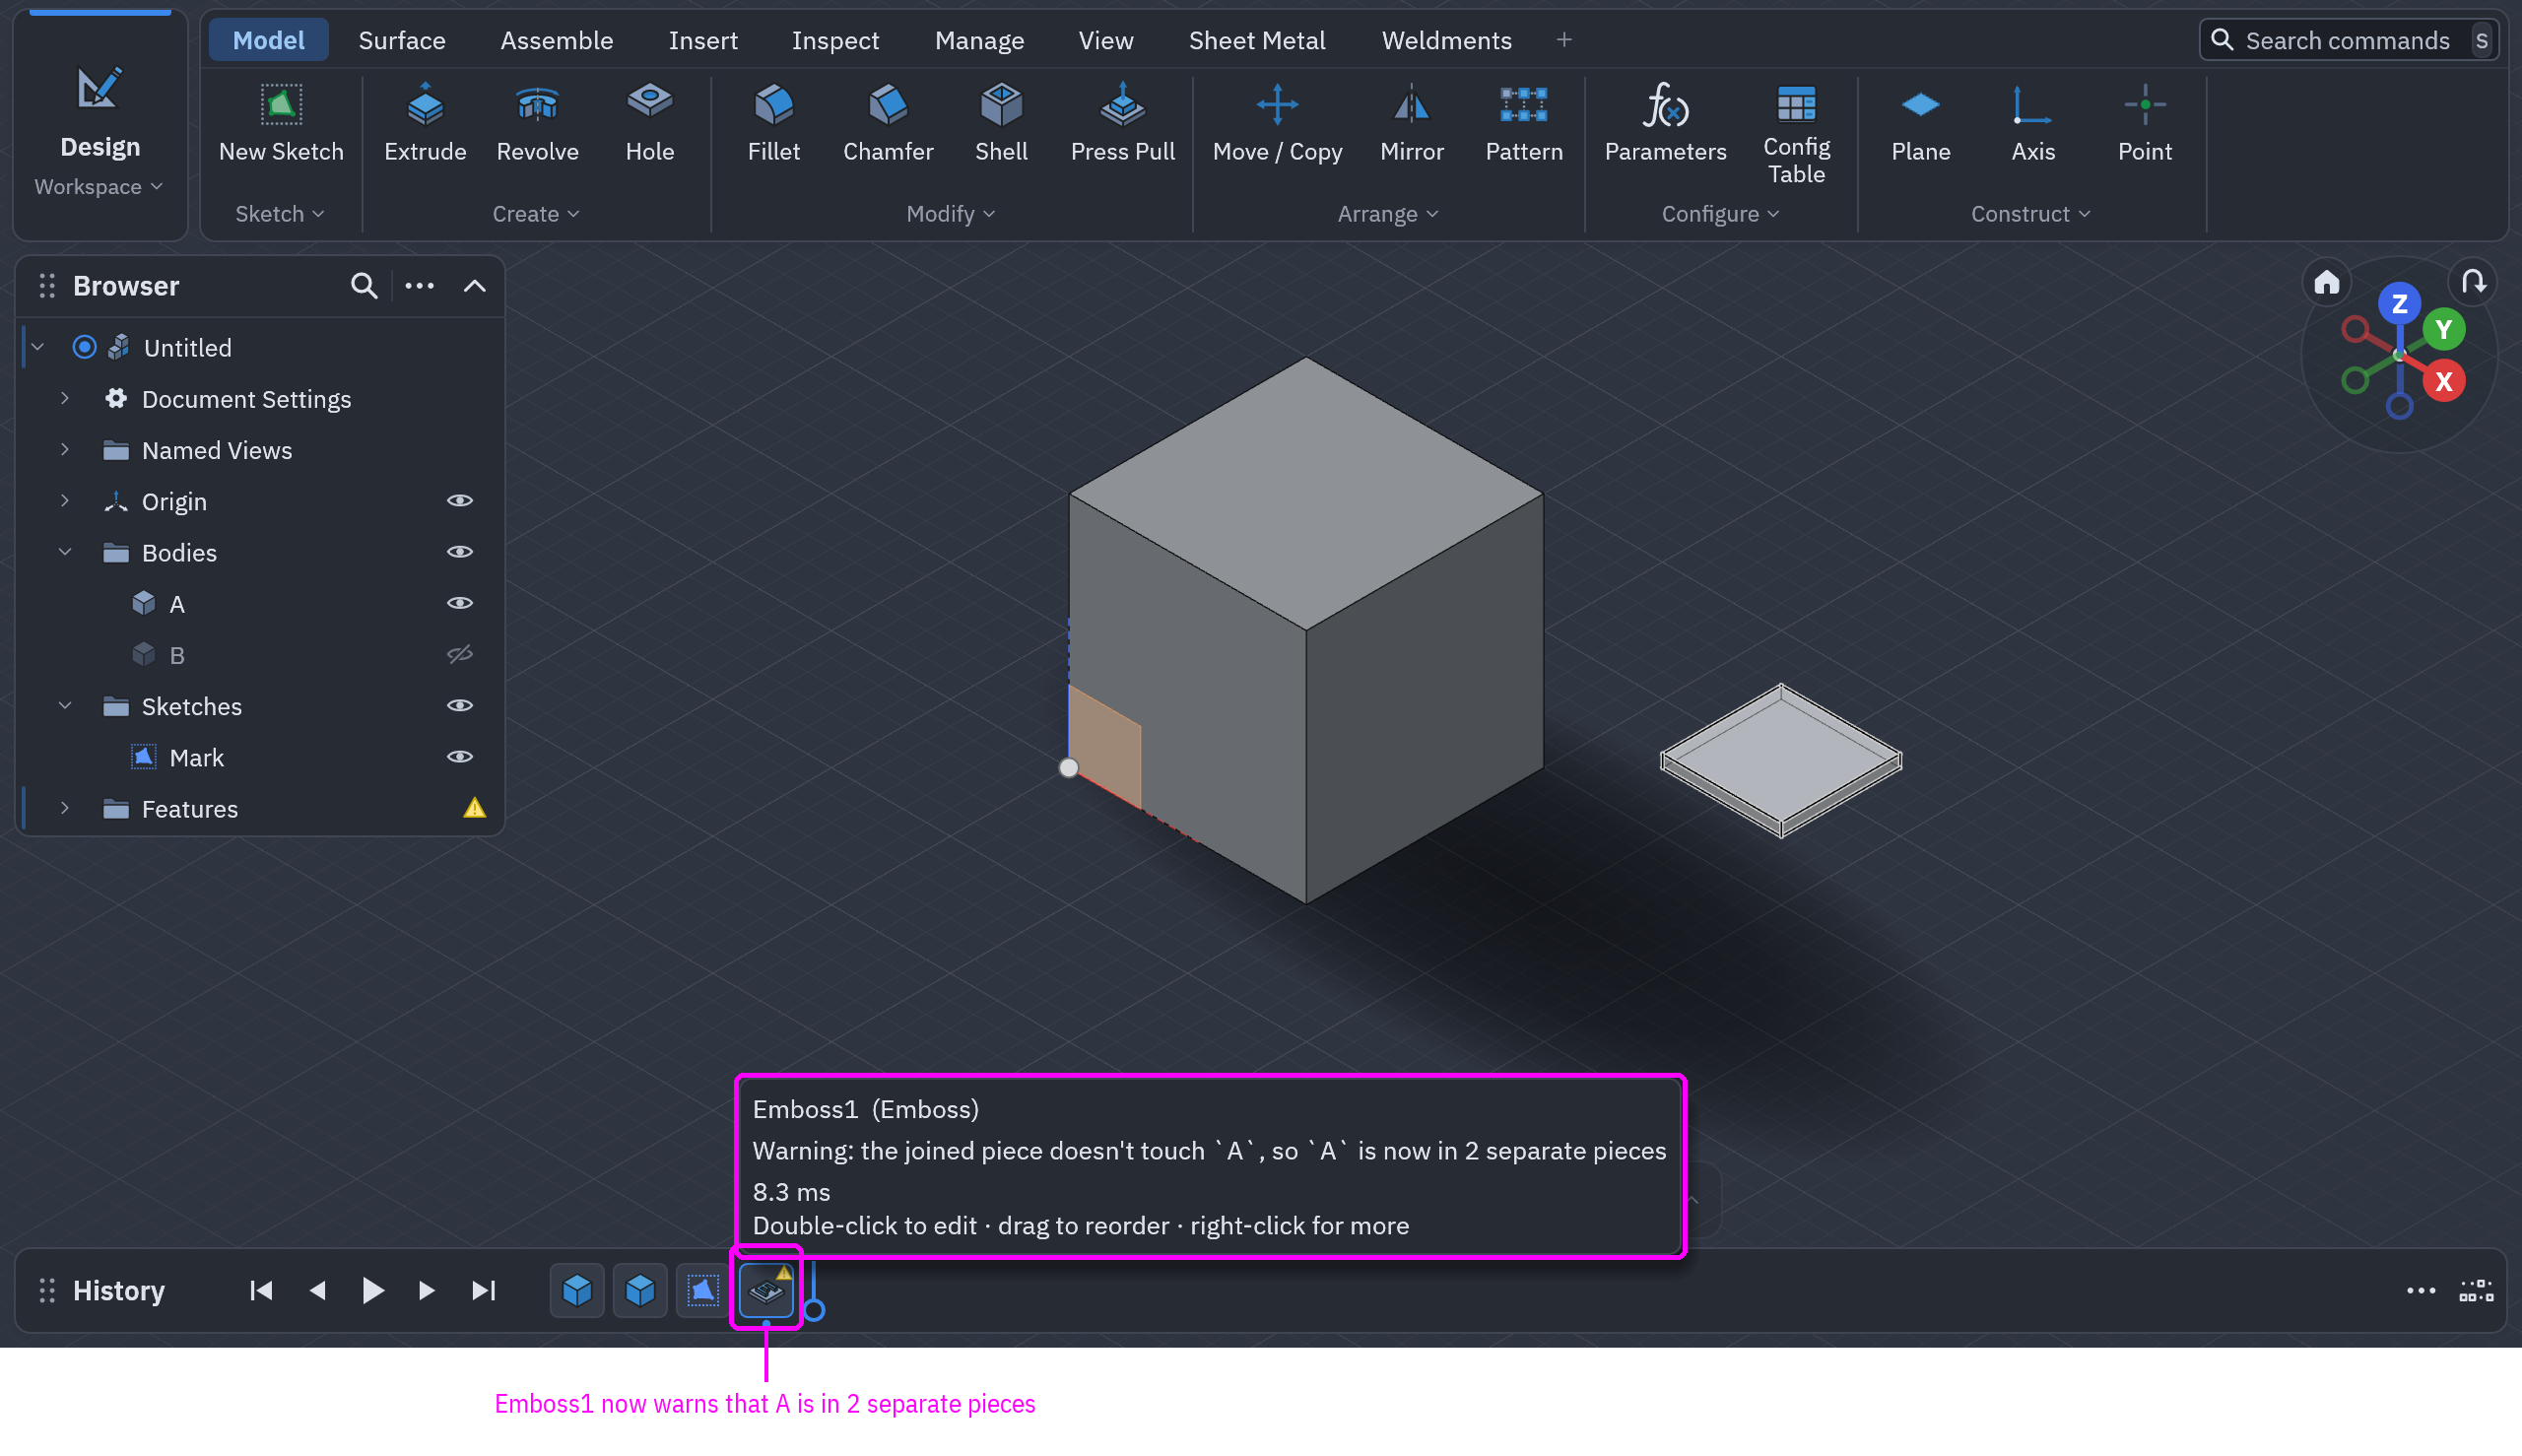 Design
Workspace
Model
Surface
Assemble
Insert
Inspect
Manage
View
Sheet Metal
Weldments
+
Search commands
S
New Sketch
Extrude
Revolve
Hole
Fillet
Chamfer
Shell
Press Pull
Move / Copy
Mirror
Pattern
Parameters
Config
Table
Plane
Axis
Point
Sketch
Create
Modify
Arrange
Configure
Construct
Browser
Untitled
Document Settings
Named Views
Origin
Bodies
A
B
Sketches
Mark
Features
Z
Y
X
Emboss1 (Emboss)
Warning: the joined piece doesn't touch `A`, so `A` is now in 2 separate pieces
8.3 ms
Double-click to edit · drag to reorder · right-click for more
History
Emboss1 now warns that A is in 2 separate pieces